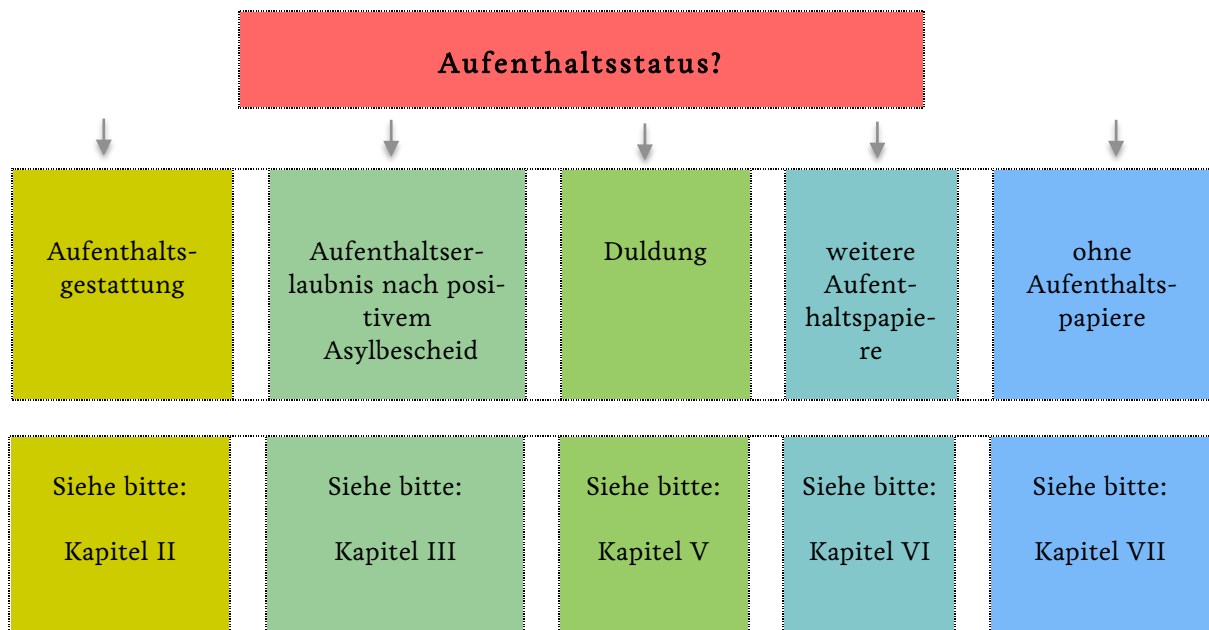 Aufenthaltsstatus?
Aufenthalts-
gestattung
Aufenthaltser-
laubnis nach posi-
tivem
Asylbescheid
Duldung
weitere
Aufent-
haltspapie-
re
ohne
Aufenthalts-
papiere
Siehe bitte:
Kapitel II
Siehe bitte:
Kapitel III
Siehe bitte:
Kapitel V
Siehe bitte:
Kapitel VI
Siehe bitte:
Kapitel VII